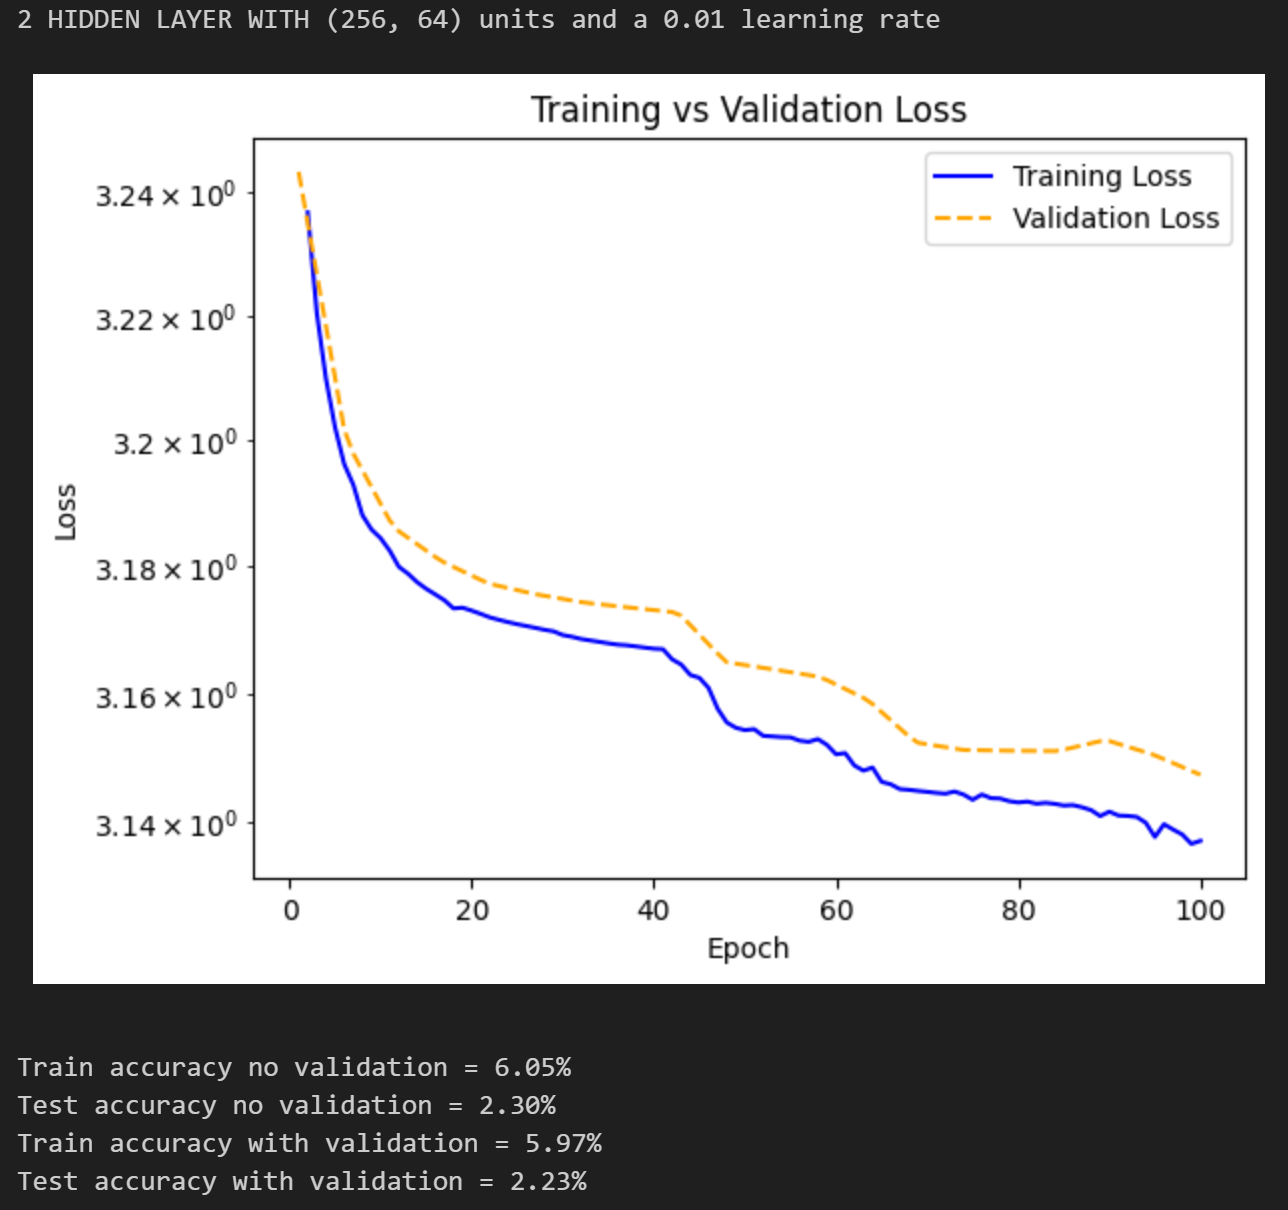 2 HIDDEN LAYER WITH (256, 64) units and a 0.01 learning rate
Training vs Validation Loss
Training Loss
Validation Loss
3.24 × 10⁰
3.22 × 10⁰
3.2 × 10⁰
3.18 × 10⁰
3.16 × 10⁰
3.14 × 10⁰
Loss
0 20 40 60 80 100
Epoch
Train accuracy no validation = 6.05%
Test accuracy no validation = 2.30%
Train accuracy with validation = 5.97%
Test accuracy with validation = 2.23%